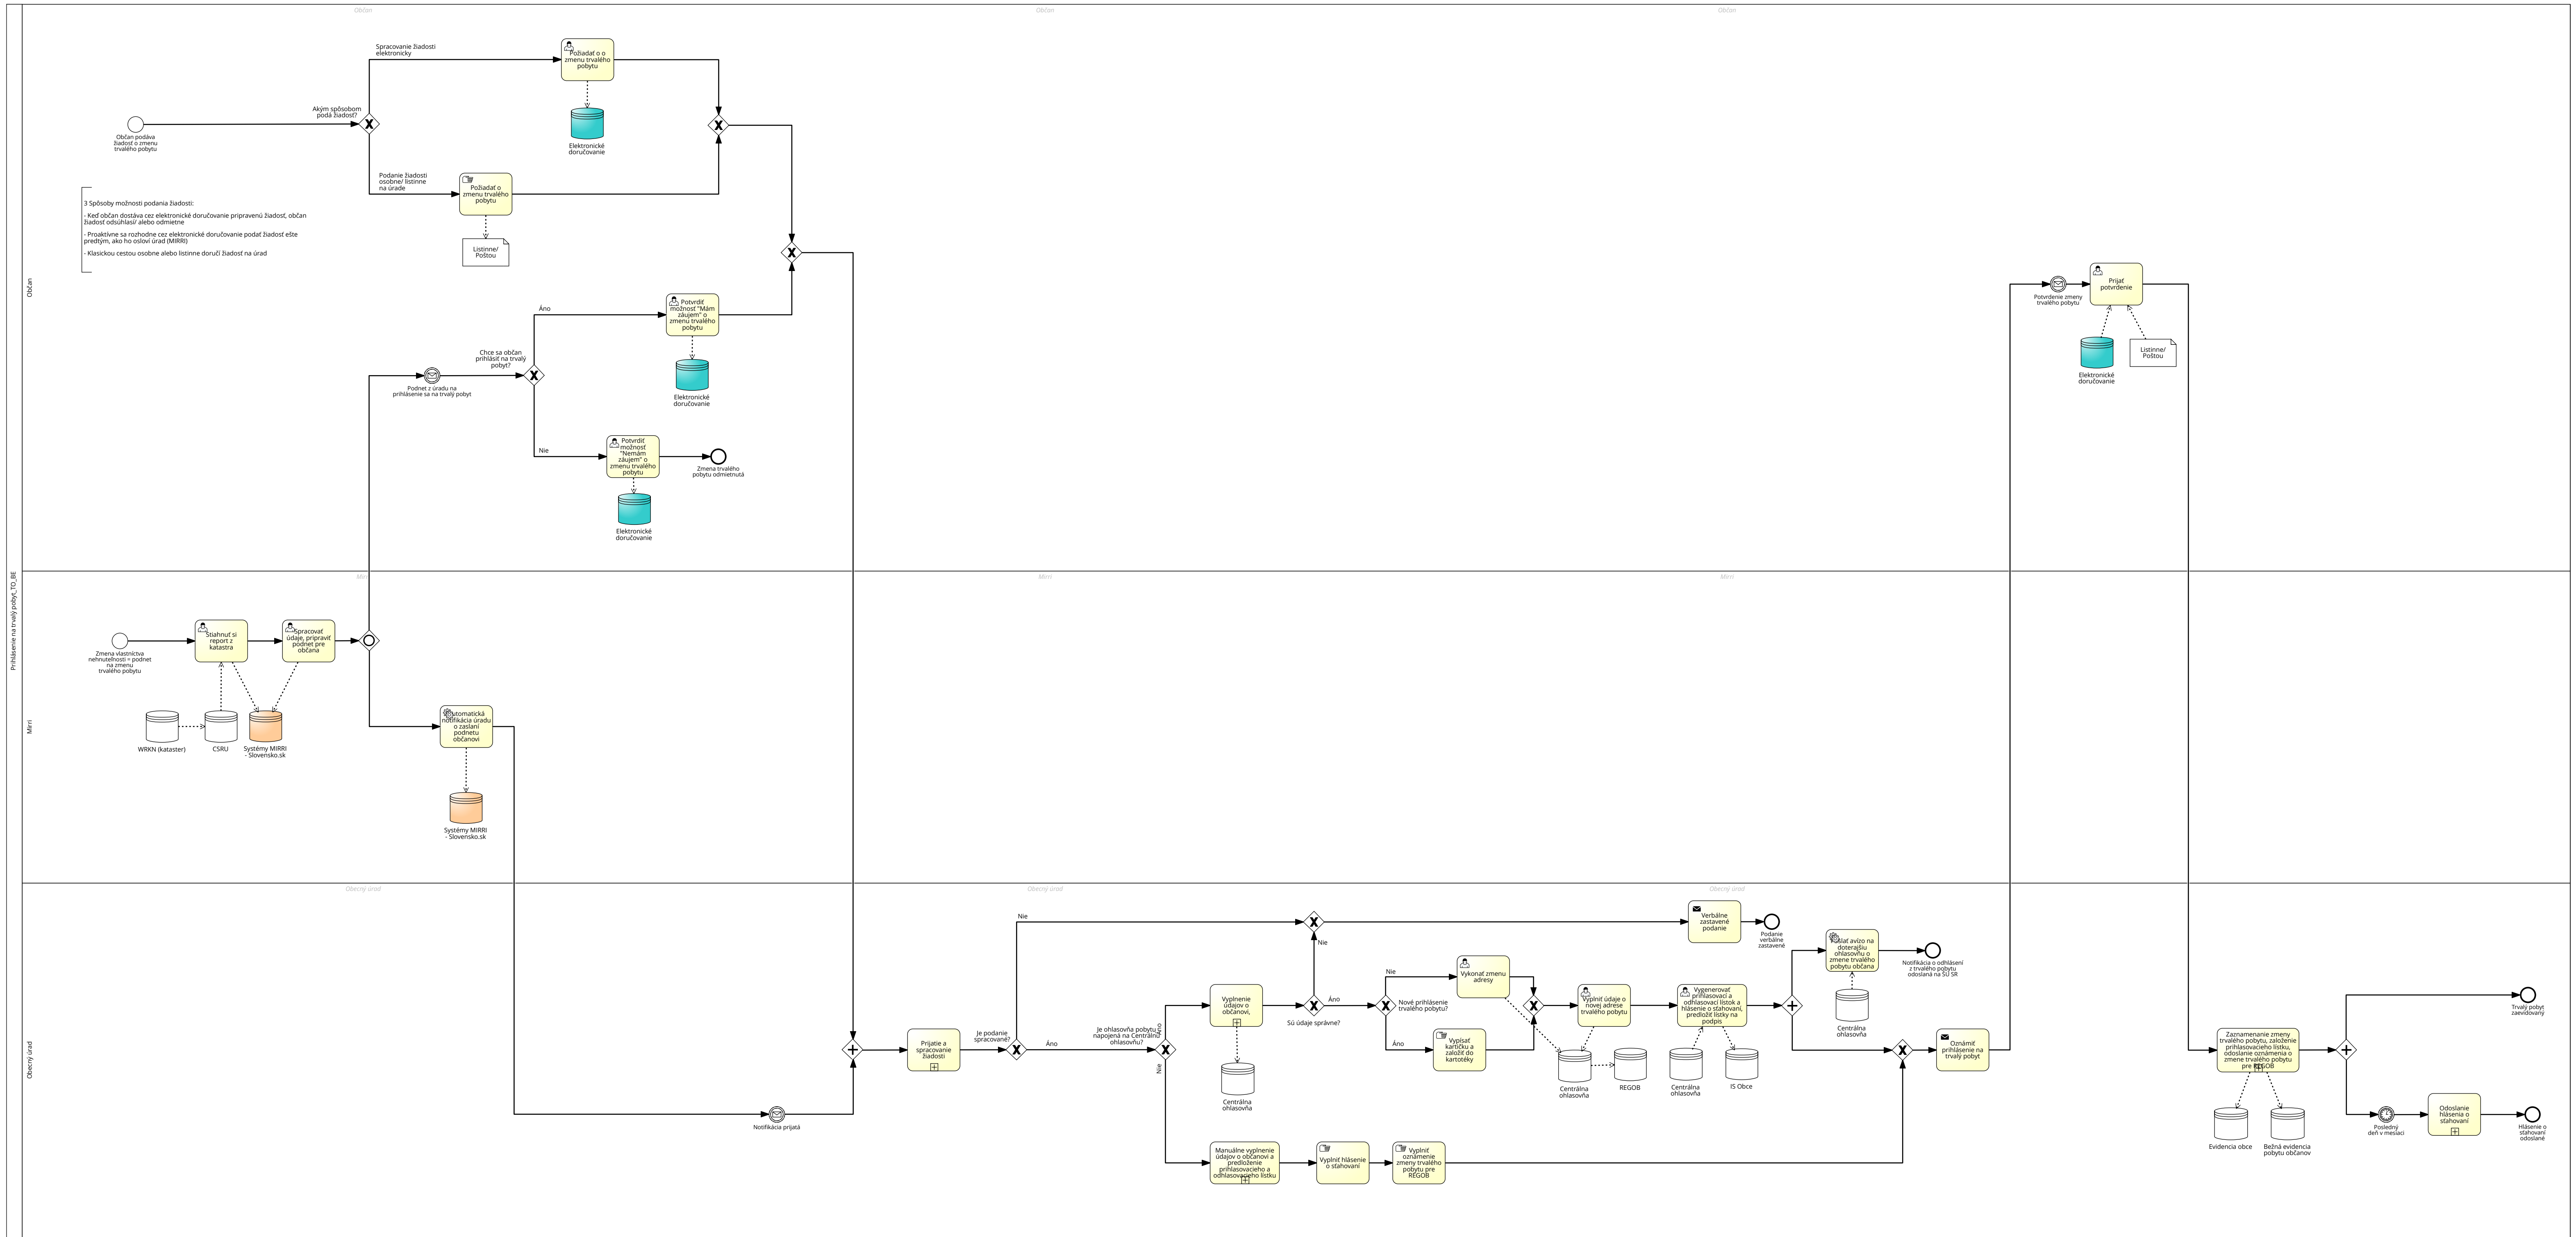 Prihlásenie na trvalý pobyt_TO_BE
Občan
Občan
Občan
Občan
Občan podáva
žiadosť o zmenu
trvalého pobytu
Akým spôsobom
podá žiadosť?
Spracovanie žiadosti
elektronicky
Požiadať o o
zmenu trvalého
pobytu
Elektronické
doručovanie
Podanie žiadosti
osobne/ listinne
na úrade
Požiadať o
zmenu trvalého
pobytu
Listinne/
Poštou
3 Spôsoby možnosti podania žiadosti:
- Keď občan dostáva cez elektronické doručovanie pripravenú žiadosť, občan
žiadosť odsúhlasí/ alebo odmietne
- Proaktívne sa rozhodne cez elektronické doručovanie podať žiadosť ešte
predtým, ako ho osloví úrad (MIRRI)
- Klasickou cestou osobne alebo listinne doručí žiadosť na úrad
Podnet z úradu na
prihlásenie sa na trvalý pobyt
Chce sa občan
prihlásiť na trvalý
pobyt?
Áno
Potvrdiť
možnosť "Mám
záujem" o
zmenu trvalého
pobytu
Elektronické
doručovanie
Nie
Potvrdiť
možnosť
"Nemám
záujem" o
zmenu trvalého
pobytu
Zmena trvalého
pobytu odmietnutá
Elektronické
doručovanie
Potvrdenie zmeny
trvalého pobytu
Prijať
potvrdenie
Elektronické
doručovanie
Listinne/
Poštou
Mirri
Mirri
Mirri
Mirri
Zmena vlastníctva
nehnuteľnosti = podnet
na zmenu
trvalého pobytu
Stiahnuť si
report z
katastra
Spracovať
údaje, pripraviť
podnet pre
občana
WRKN (kataster)
CSRU
Systémy MIRRI
- Slovensko.sk
Automatická
notifikácia úradu
o zaslaní
podnetu
občanovi
Systémy MIRRI
- Slovensko.sk
Obecný úrad
Obecný úrad
Obecný úrad
Obecný úrad
Notifikácia prijatá
Prijatie a
spracovanie
žiadosti
Je podanie
spracované?
Nie
Áno
Je ohlasovňa pobytu
napojená na Centrálnu
ohlasovňu?
Áno
Nie
Vyplnenie
údajov o
občanovi,
Centrálna
ohlasovňa
Sú údaje správne?
Nie
Áno
Verbálne
zastavené
podanie
Podanie
verbálne
zastavené
Nové prihlásenie
trvalého pobytu?
Nie
Áno
Vykonať zmenu
adresy
Vypísať
kartičku a
založiť do
kartotéky
Vyplniť údaje o
novej adrese
trvalého pobytu
Centrálna
ohlasovňa
REGOB
Vygenerovať
prihlasovací a
odhlasovací lístok a
hlásenie o sťahovaní,
predložiť lístky na
podpis
Centrálna
ohlasovňa
IS Obce
Poslať avízo na
doterajšiu
ohlasovňu o
zmene trvalého
pobytu občana
Notifikácia o odhlásení
z trvalého pobytu
odoslaná na ŠÚ SR
Centrálna
ohlasovňa
Manuálne vyplnenie
údajov o občanovi a
predloženie
prihlasovacieho a
odhlasovacieho lístku
Vyplniť hlásenie
o sťahovaní
Vyplniť
oznámenie
zmeny trvalého
pobytu pre
REGOB
Oznámiť
prihlásenie na
trvalý pobyt
Zaznamenanie zmeny
trvalého pobytu, založenie
prihlasovacieho lístku,
odoslanie oznámenia o
zmene trvalého pobytu
pre REGOB
Evidencia obce
Bežná evidencia
pobytu občanov
Trvalý pobyt
zaevidovaný
Posledný
deň v mesiaci
Odoslanie
hlásenia o
sťahovaní
Hlásenie o
sťahovaní
odoslané